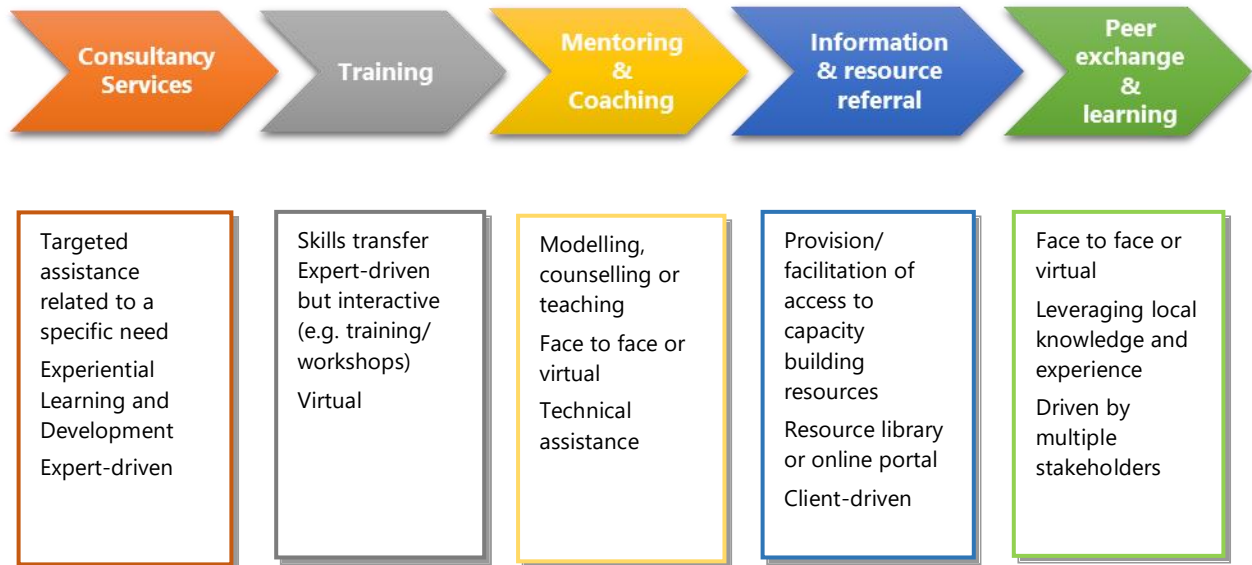 Consultancy
Services
Training
Mentoring
&
Coaching
Information
& resource
referral
Peer
exchange
&
learning
Targeted
assistance
related to a
specific need
Experiential
Learning and
Development
Expert-driven
Skills transfer
Expert-driven
but interactive
(e.g. training/
workshops)
Virtual
Modelling,
counselling or
teaching
Face to face or
virtual
Technical
assistance
Provision/
facilitation of
access to
capacity
building
resources
Resource library
or online portal
Client-driven
Face to face or
virtual
Leveraging local
knowledge and
experience
Driven by
multiple
stakeholders